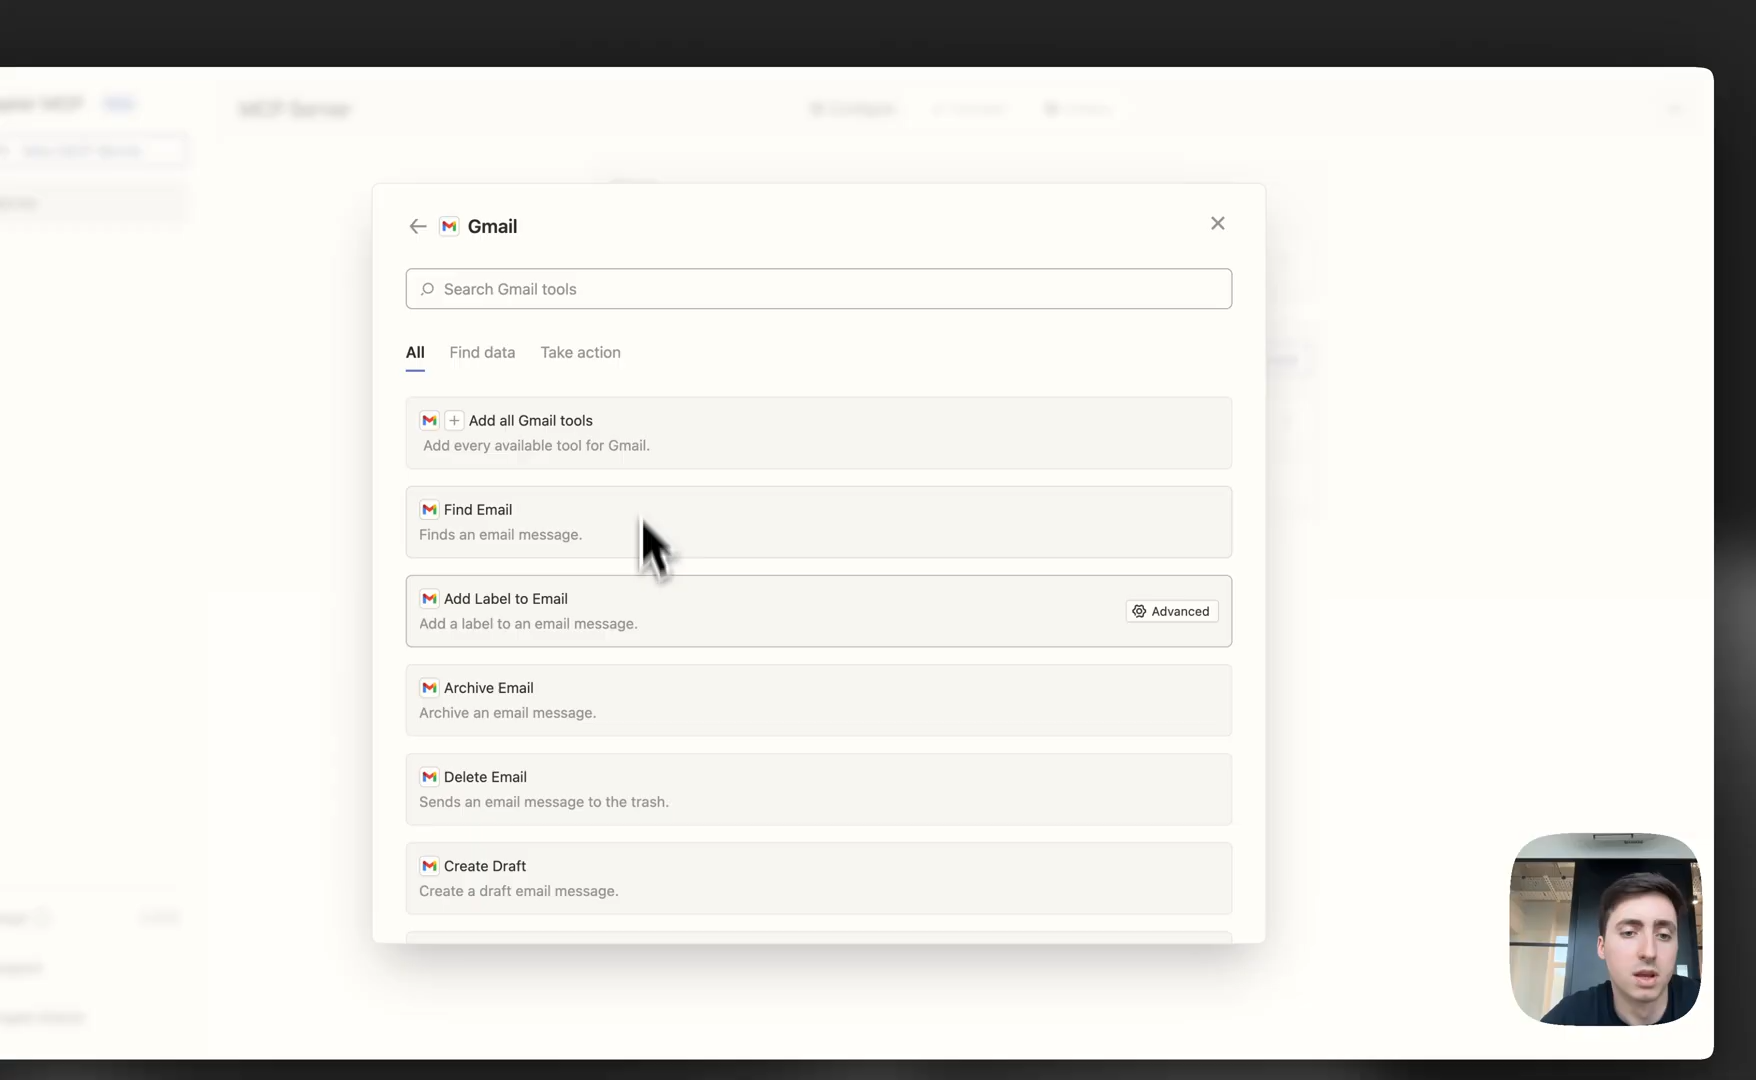 MCP Server
Gmail
Search Gmail tools
All
Find data
Take action
Add all Gmail tools
Add every available tool for Gmail.
Find Email
Finds an email message.
Add Label to Email
Add a label to an email message.
Advanced
Archive Email
Archive an email message.
Delete Email
Sends an email message to the trash.
Create Draft
Create a draft email message.